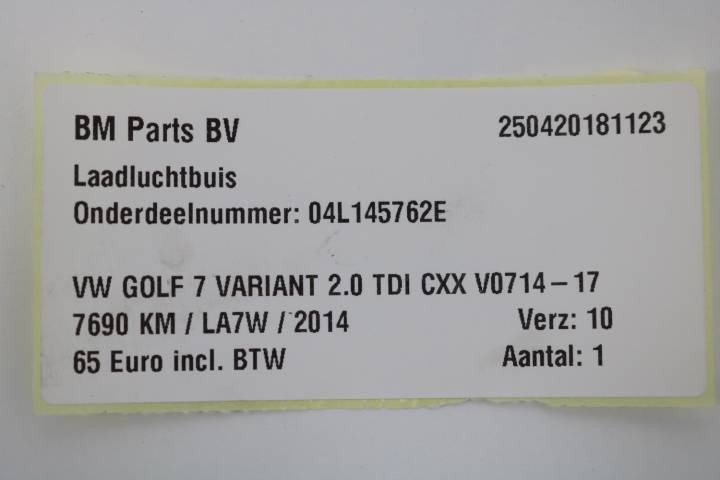 BM Parts BV 250420181123
Laadluchtbuis
Onderdeelnummer: 04L145762E
VW GOLF 7 VARIANT 2.0 TDI CXX V0714-17
7690 KM / LA7W / 2014 Verz: 10
65 Euro incl. BTW Aantal: 1